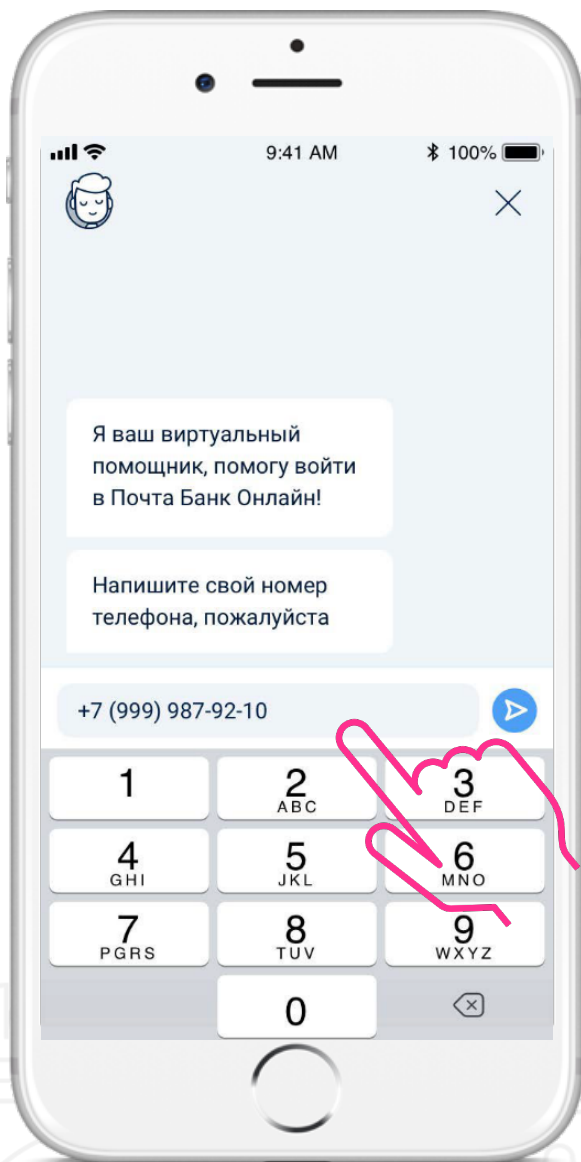 9:41 AM
100%
Я ваш виртуальный
помощник, помогу войти
в Почта Банк Онлайн!
Напишите свой номер
телефона, пожалуйста
+7 (999) 987-92-10
1 2 3
ABC DEF
4 5 6
GHI JKL MNO
7 8 9
PGRS TUV WXYZ
0